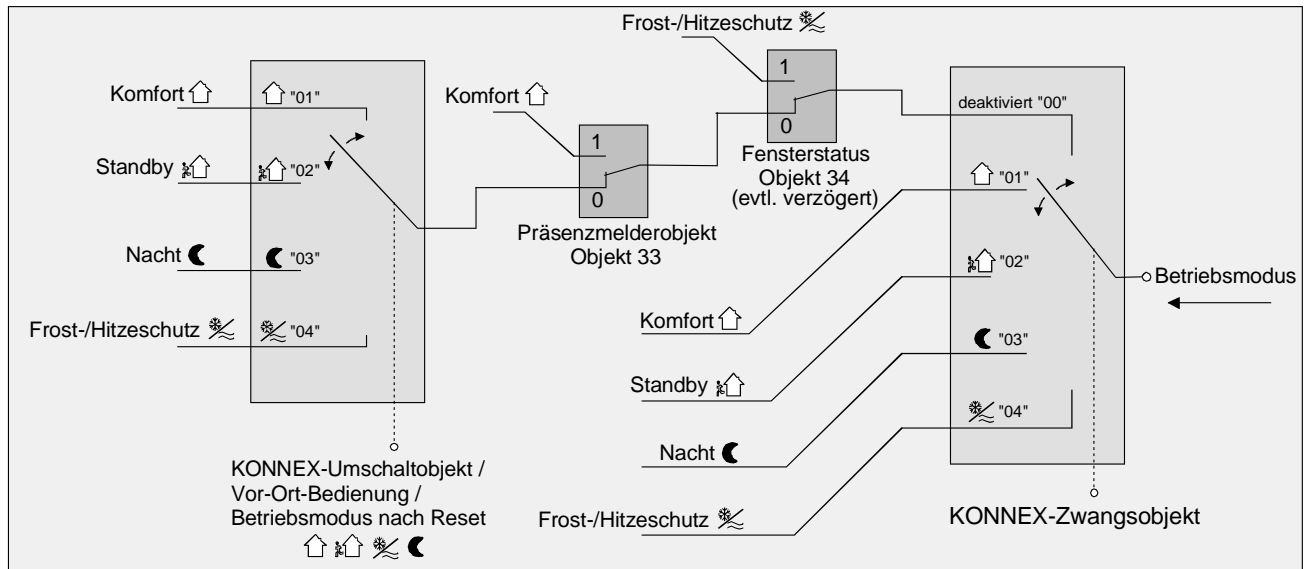 Frost-/Hitzeschutz
Komfort
"01"
Standby
"02"
Nacht
"03"
Frost-/Hitzeschutz
"04"
KONNEX-Umschaltobjekt /
Vor-Ort-Bedienung /
Betriebsmodus nach Reset
Komfort
1
0
Präsenzmelderobjekt
Objekt 33
1
0
Fensterstatus
Objekt 34
(evtl. verzögert)
deaktiviert "00"
"01"
"02"
"03"
"04"
Komfort
Standby
Nacht
Frost-/Hitzeschutz
Betriebsmodus
KONNEX-Zwangsobjekt